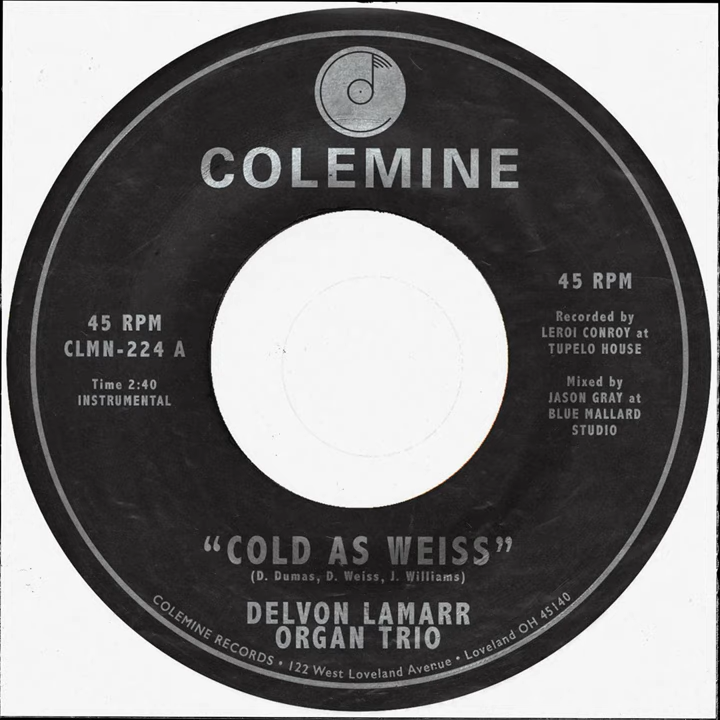 COLEMINE
45 RPM
CLMN-224 A
Time 2:40
INSTRUMENTAL
45 RPM
Recorded by
LEROI CONROY at
TUPELO HOUSE
Mixed by
JASON GRAY at
BLUE MALLARD
STUDIO
"COLD AS WEISS"
(D. Dumas, D. Weiss, J. Williams)
DELVON LAMARR
ORGAN TRIO
COLEMINE RECORDS • 122 West Loveland Avenue • Loveland OH 45140